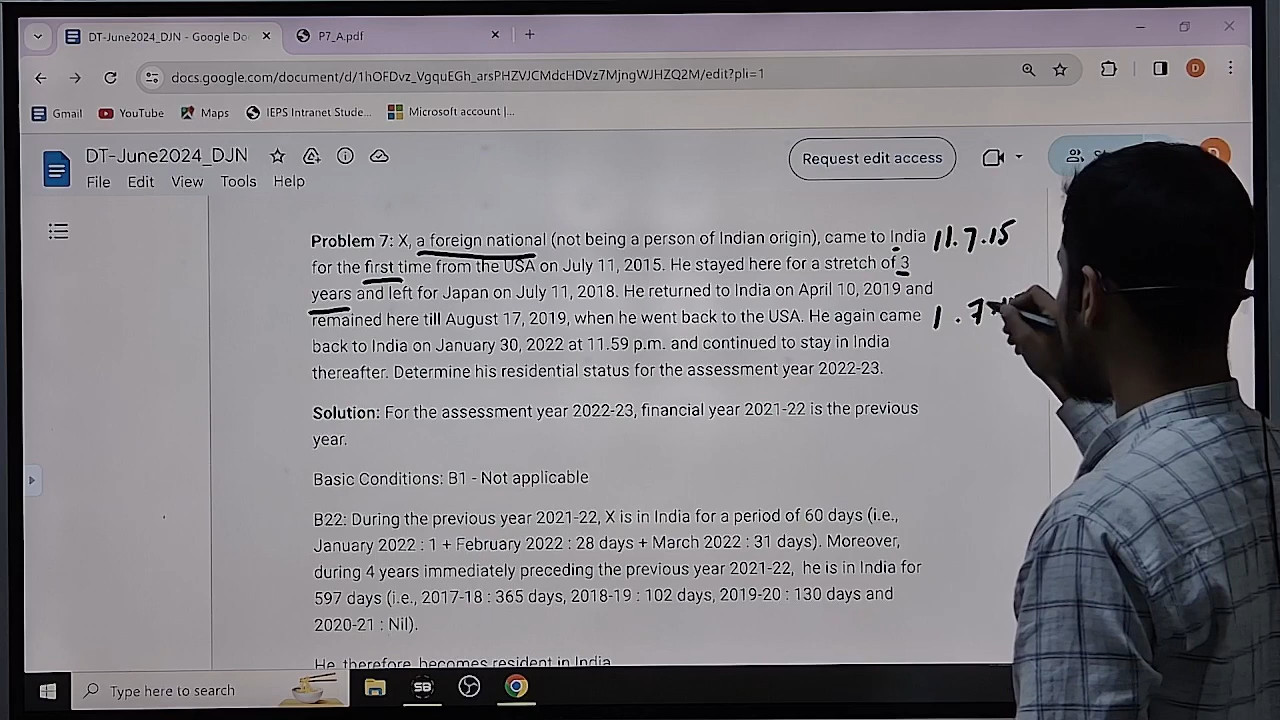 DT-June2024_DJN - Google Do
P7_A.pdf
docs.google.com/document/d/1hOFDvz_VgquEGh_arsFHZVJCMdcHDVz7MjngWJHZQ2M/edit?pli=1
D
Gmail
YouTube
Maps
IEPS Intranet Stude...
Microsoft account |...
DT-June2024_DJN
Request edit access
File Edit View Tools Help
Problem 7: X, a foreign national (not being a person of Indian origin), came to India 11.7.15
for the first time from the USA on July 11, 2015. He stayed here for a stretch of 3
years and left for Japan on July 11, 2018. He returned to India on April 10, 2019 and
remained here till August 17, 2019, when he went back to the USA. He again came 1.7
back to India on January 30, 2022 at 11.59 p.m. and continued to stay in India
thereafter. Determine his residential status for the assessment year 2022-23.
Solution: For the assessment year 2022-23, financial year 2021-22 is the previous
year.
Basic Conditions: B1 - Not applicable
B22: During the previous year 2021-22, X is in India for a period of 60 days (i.e.,
January 2022 : 1 + February 2022 : 28 days + March 2022 : 31 days). Moreover,
during 4 years immediately preceding the previous year 2021-22, he is in India for
597 days (i.e., 2017-18 : 365 days, 2018-19 : 102 days, 2019-20 : 130 days and
2020-21 : Nil).
He, therefore, becomes resident in India
Type here to search
SB